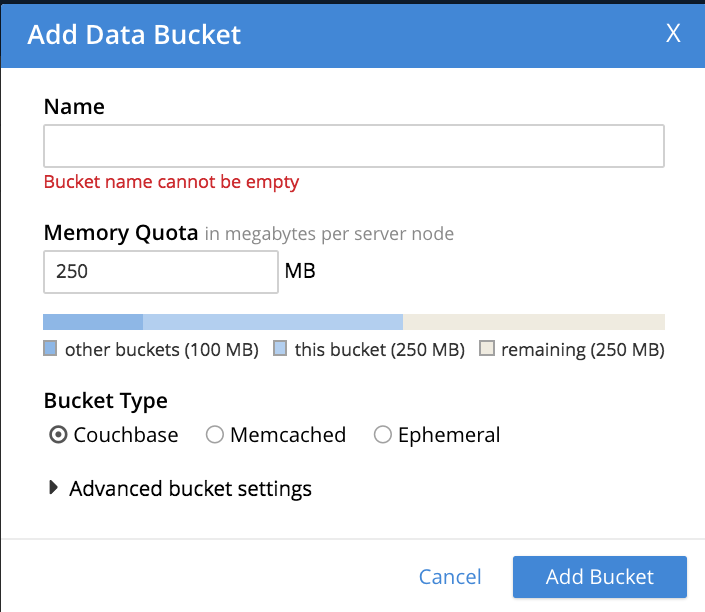 Add Data Bucket X
Name
Bucket name cannot be empty
Memory Quota in megabytes per server node
250 MB
other buckets (100 MB) this bucket (250 MB) remaining (250 MB)
Bucket Type
Couchbase Memcached Ephemeral
Advanced bucket settings
Cancel Add Bucket